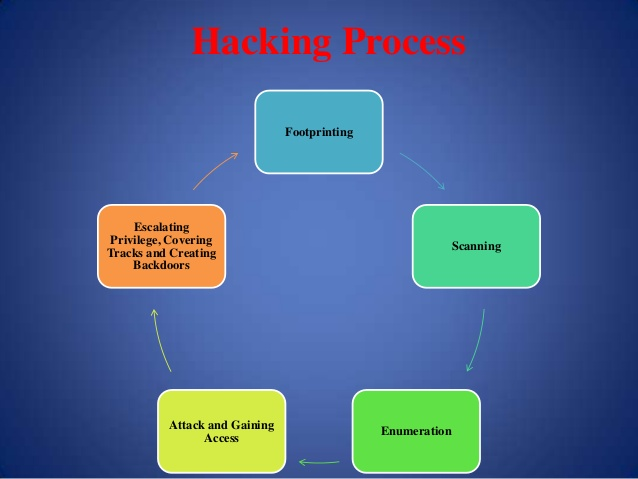 Hacking Process
Footprinting
Scanning
Enumeration
Attack and Gaining
Access
Escalating
Privilege, Covering
Tracks and Creating
Backdoors